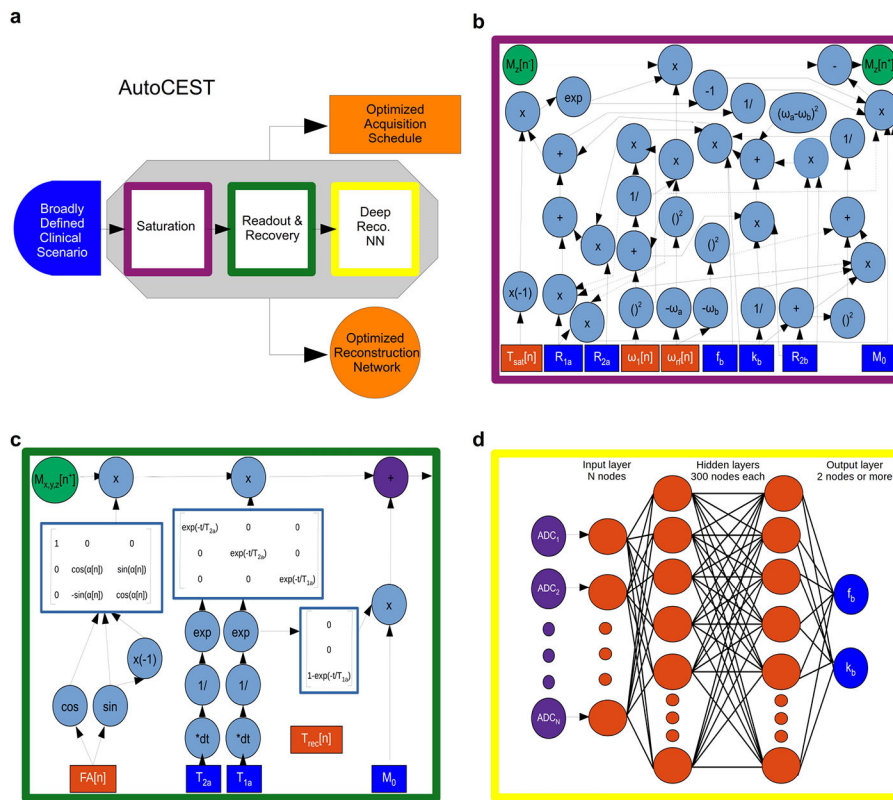 a
AutoCEST
Optimized
Acquisition
Schedule
Broadly
Defined
Clinical
Scenario
Saturation
Readout &
Recovery
Deep
Reco.
NN
Optimized
Reconstruction
Network
b
M_z[n^-]
x
-
M_z[n^+]
x
exp
-1
1/
(ω_a-ω_b)²
x
+
x
x
x
+
x
1/
1/
+
x
+
()²
()²
x
+
x
x(-1)
x
x
()²
-ω_a
-ω_b
1/
+
()²
x
T_sat[n]
R_1a
R_2a
ω_1[n]
ω_rf[n]
f_b
k_b
R_2b
M_0
c
M_x,y,z[n^+]
x
x
+
1 0 0
0 cos(α[n]) sin(α[n])
0 -sin(α[n]) cos(α[n])
exp(-t/T_2a) 0 0
0 exp(-t/T_2a) 0
0 0 exp(-t/T_1a)
0
0
1-exp(-t/T_1a)
x
exp
exp
x(-1)
1/
1/
cos
sin
*dt
*dt
T_rec[n]
FA[n]
T_2a
T_1a
M_0
d
Input layer
N nodes
Hidden layers
300 nodes each
Output layer
2 nodes or more
ADC_1
ADC_2
ADC_N
f_b
k_b